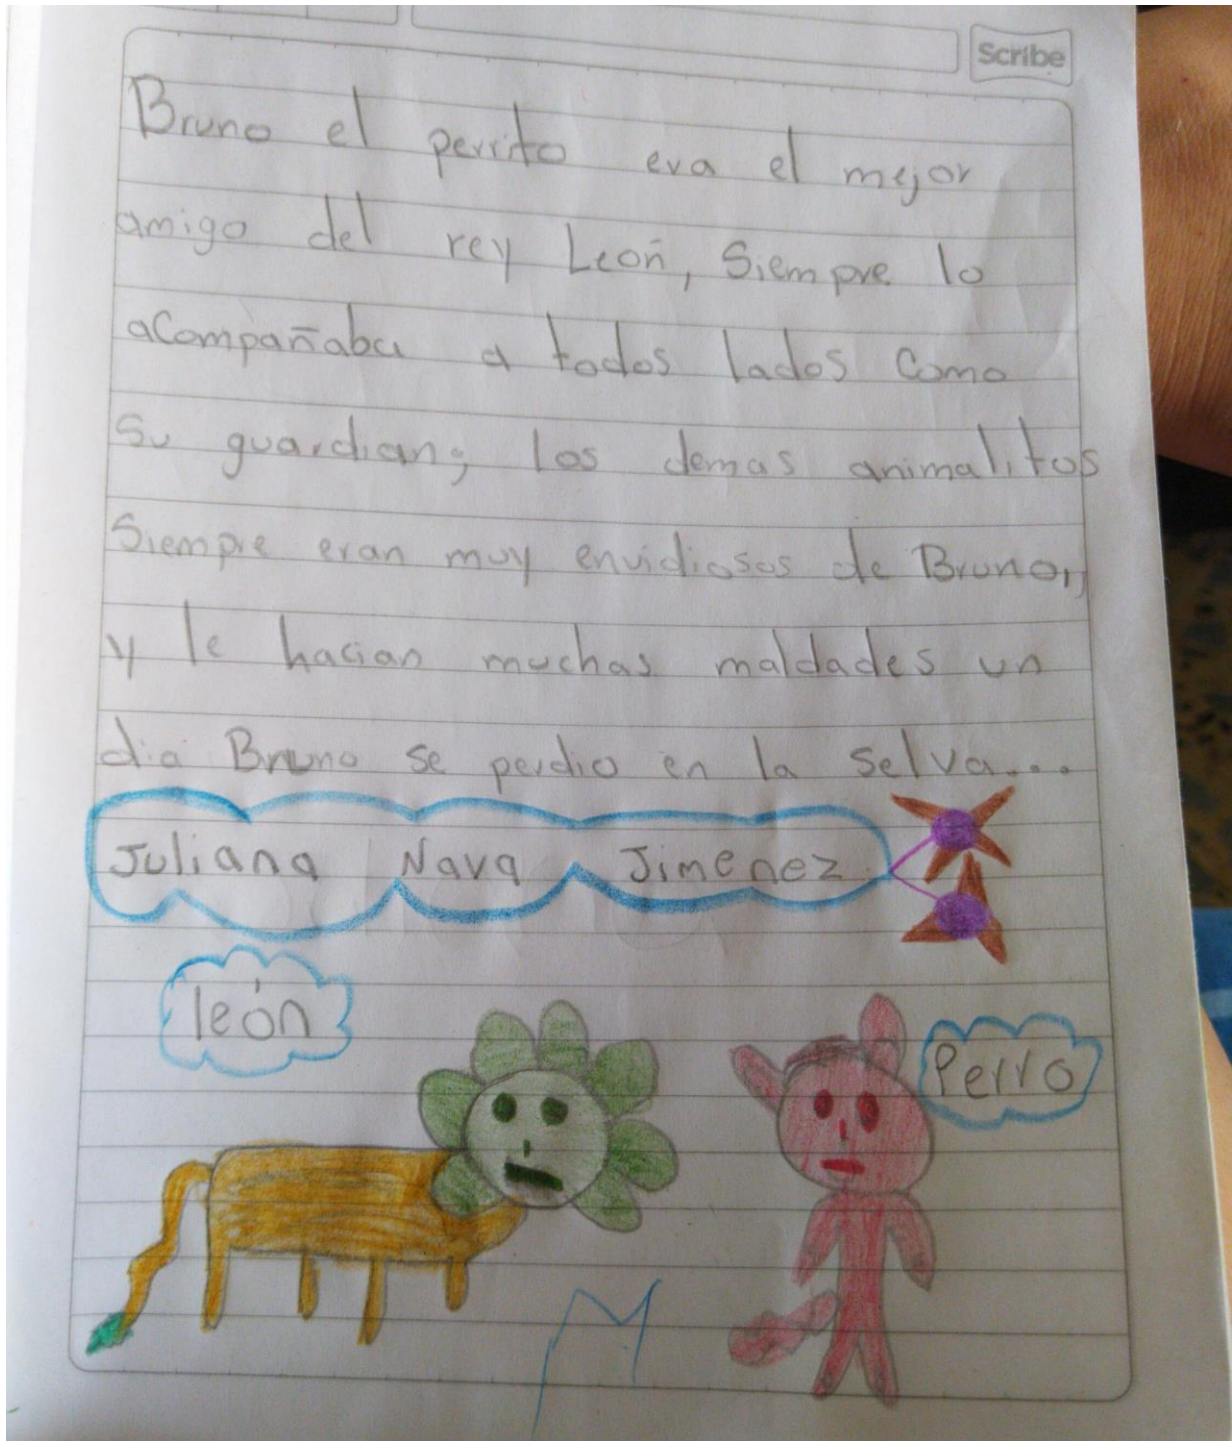 Scribe
Bruno el perrito era el mejor
amigo del rey León, Siempre lo
acompañaba a todos lados como
su guardian; los demas animalitos
Siempre eran muy envidiosos de Bruno,
y le hacian muchas maldades un
dia Bruno se perdio en la selva...
Juliana Nava Jimenez
león
Perro
M